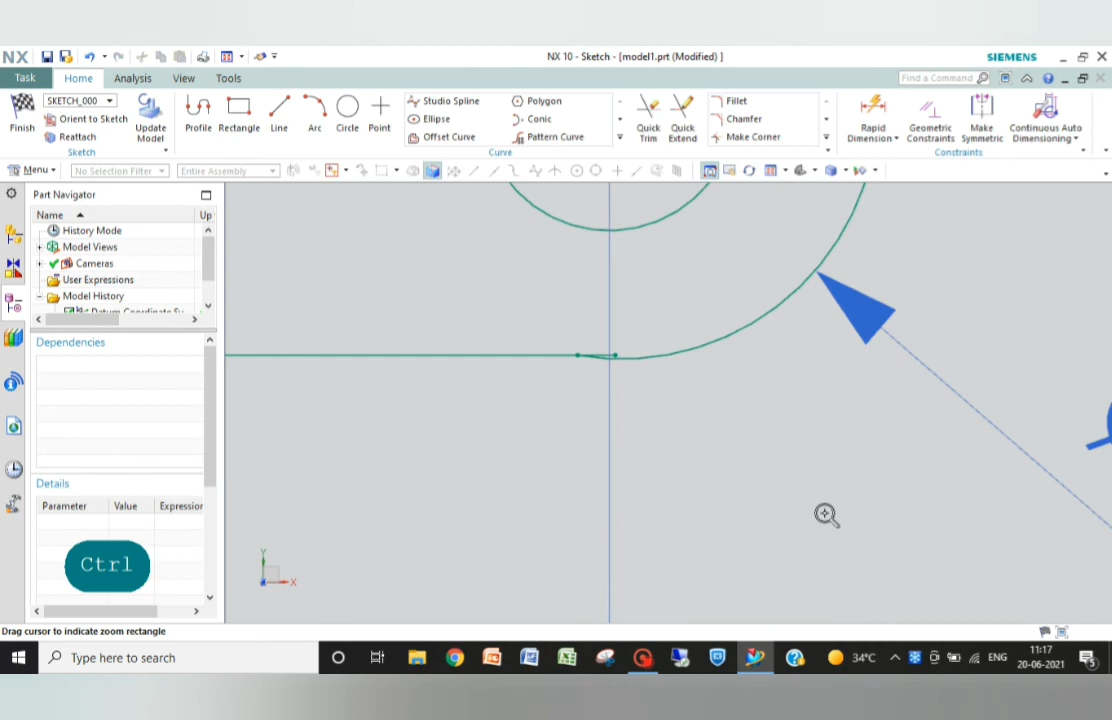 NX
NX 10 - Sketch - [model1.prt (Modified) ]
SIEMENS
Task Home Analysis View Tools
Find a Command
Finish
SKETCH_000
Orient to Sketch
Reattach
Update Model
Sketch
Profile Rectangle Line Arc Circle Point
Studio Spline
Ellipse
Offset Curve
Polygon
Conic
Pattern Curve
Quick Trim
Quick Extend
Fillet
Chamfer
Make Corner
Curve
Rapid Dimension
Geometric Constraints
Make Symmetric
Continuous Auto Dimensioning
Constraints
Menu No Selection Filter Entire Assembly
Part Navigator
Name Up
History Mode
Model Views
Cameras
User Expressions
Model History
Dependencies
Details
Parameter Value Expression
Ctrl
Y
X
Drag cursor to indicate zoom rectangle
Type here to search
34°C ENG
11:17
20-06-2021
5